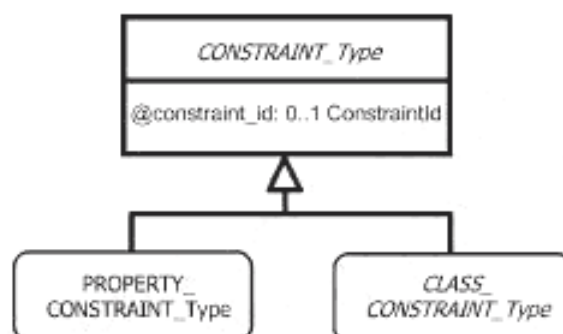 CONSTRAINT_Type
@constraint_id: 0..1 ConstraintId
PROPERTY_
CONSTRAINT_Type
CLASS_
CONSTRAINT_Type